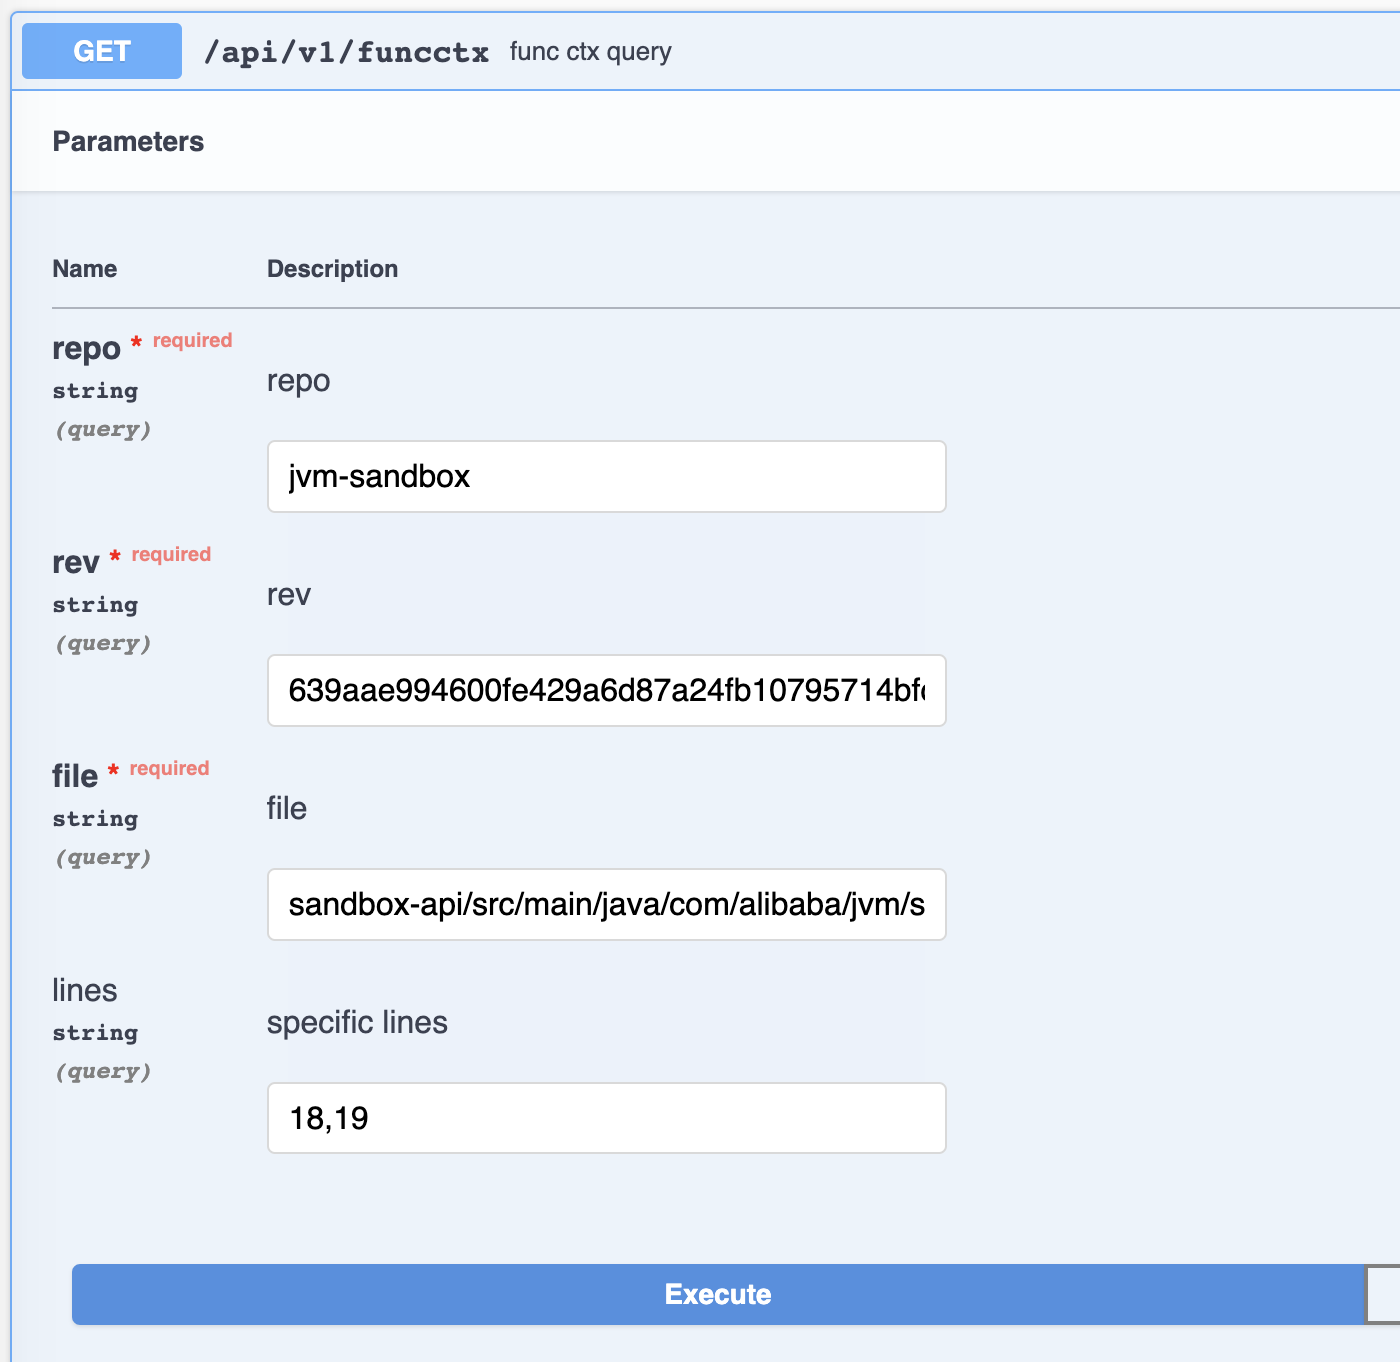 GET /api/v1/funcctx func ctx query
Parameters
Name Description
repo * required
string
(query)
repo
jvm-sandbox
rev * required
string
(query)
rev
639aae994600fe429a6d87a24fb10795714bf
file * required
string
(query)
file
sandbox-api/src/main/java/com/alibaba/jvm/s
lines
string
(query)
specific lines
18,19
Execute